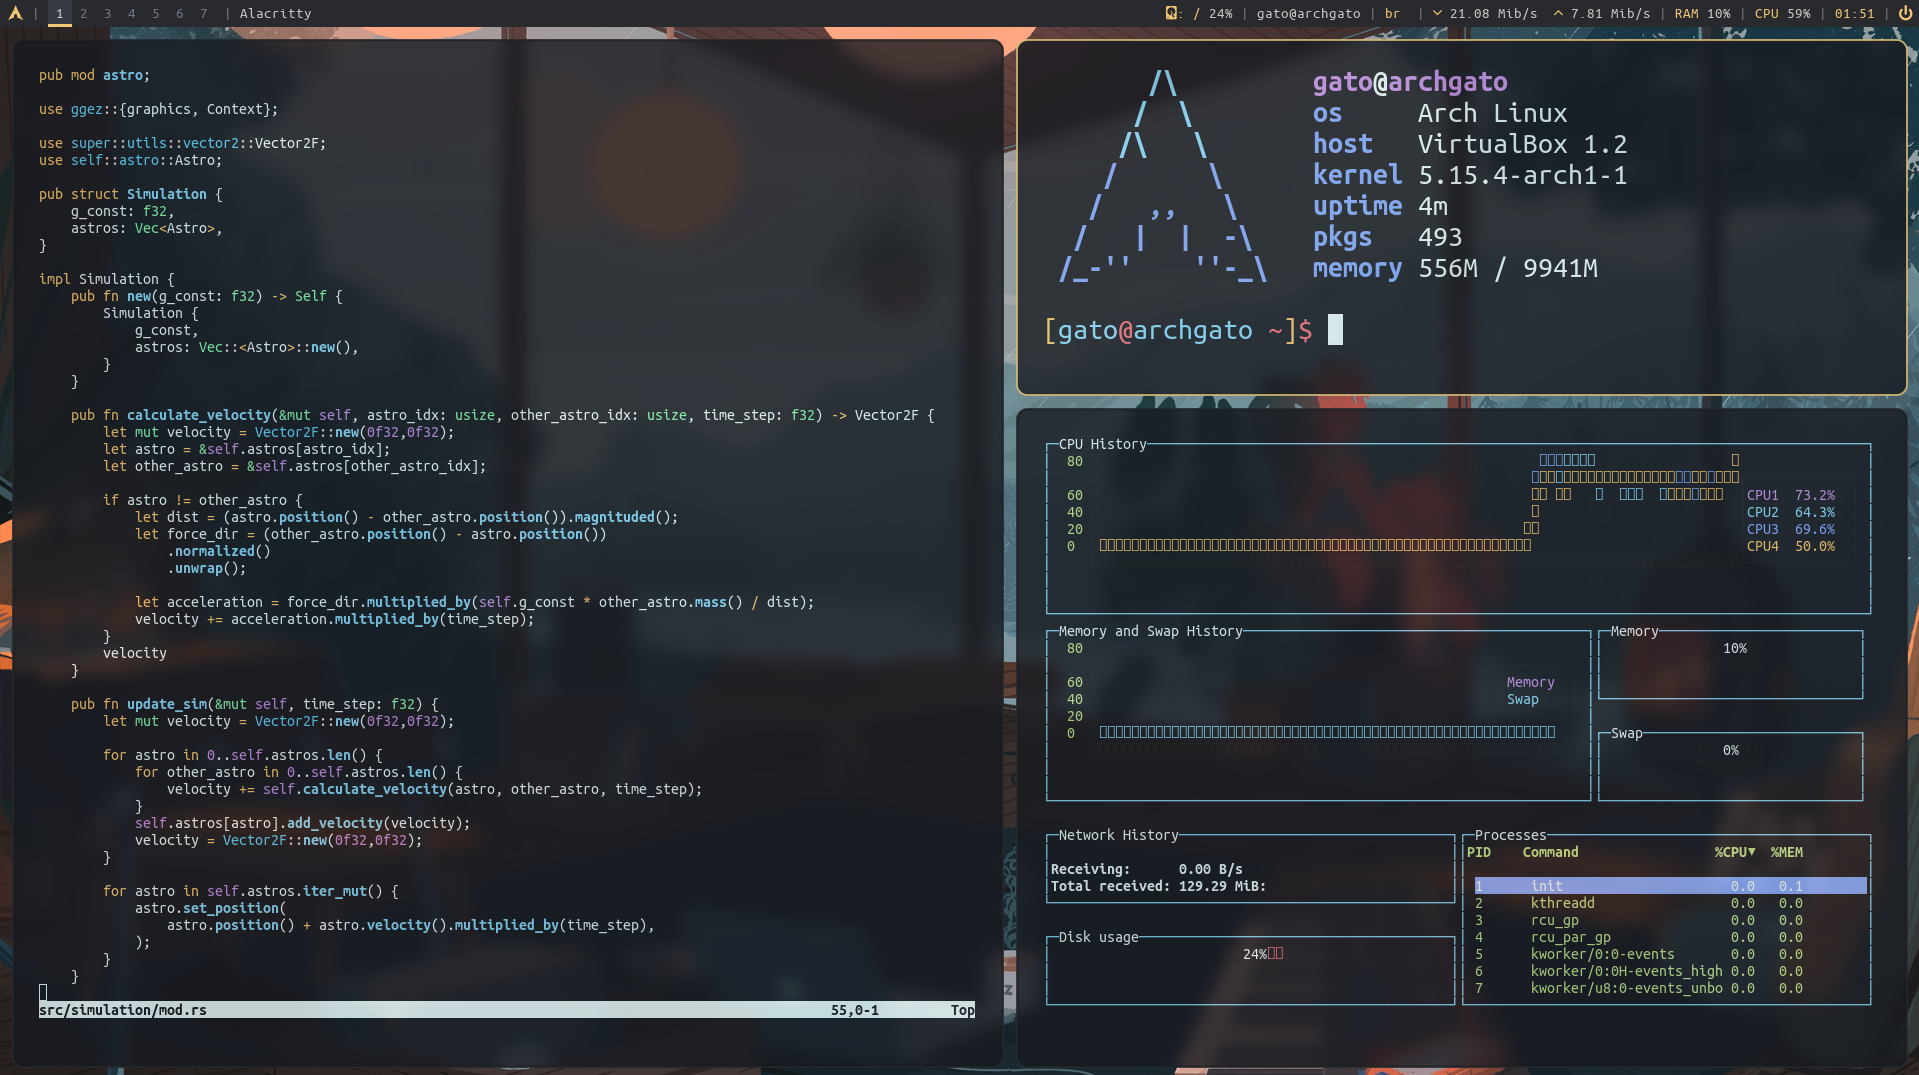 | 1 2 3 4 5 6 7 | Alacritty
: / 24% | gato@archgato | br | 21.08 Mib/s 7.81 Mib/s | RAM 10% | CPU 59% | 01:51 |
pub mod astro;
use ggez::{graphics, Context};
use super::utils::vector2::Vector2F;
use self::astro::Astro;
pub struct Simulation {
    g_const: f32,
    astros: Vec<Astro>,
}
impl Simulation {
    pub fn new(g_const: f32) -> Self {
        Simulation {
            g_const,
            astros: Vec::<Astro>::new(),
        }
    }
    pub fn calculate_velocity(&mut self, astro_idx: usize, other_astro_idx: usize, time_step: f32) -> Vector2F {
        let mut velocity = Vector2F::new(0f32,0f32);
        let astro = &self.astros[astro_idx];
        let other_astro = &self.astros[other_astro_idx];
        if astro != other_astro {
            let dist = (astro.position() - other_astro.position()).magnituded();
            let force_dir = (other_astro.position() - astro.position())
                .normalized()
                .unwrap();
            let acceleration = force_dir.multiplied_by(self.g_const * other_astro.mass() / dist);
            velocity += acceleration.multiplied_by(time_step);
        }
        velocity
    }
    pub fn update_sim(&mut self, time_step: f32) {
        let mut velocity = Vector2F::new(0f32,0f32);
        for astro in 0..self.astros.len() {
            for other_astro in 0..self.astros.len() {
                velocity += self.calculate_velocity(astro, other_astro, time_step);
            }
            self.astros[astro].add_velocity(velocity);
            velocity = Vector2F::new(0f32,0f32);
        }
        for astro in self.astros.iter_mut() {
            astro.set_position(
                astro.position() + astro.velocity().multiplied_by(time_step),
            );
        }
    }
src/simulation/mod.rs 55,0-1 Top
gato@archgato
os Arch Linux
host VirtualBox 1.2
kernel 5.15.4-arch1-1
uptime 4m
pkgs 493
memory 556M / 9941M
[gato@archgato ~]$
CPU History
80
60
40
20
0
CPU1 73.2%
CPU2 64.3%
CPU3 69.6%
CPU4 50.0%
Memory and Swap History
80
60
40
20
0
Memory
Swap
Memory
10%
Swap
0%
Network History
Receiving: 0.00 B/s
Total received: 129.29 MiB:
Disk usage
24%
Processes
PID Command %CPU▼ %MEM
1 init 0.0 0.1
2 kthreadd 0.0 0.0
3 rcu_gp 0.0 0.0
4 rcu_par_gp 0.0 0.0
5 kworker/0:0-events 0.0 0.0
6 kworker/0:0H-events_high 0.0 0.0
7 kworker/u8:0-events_unbo 0.0 0.0